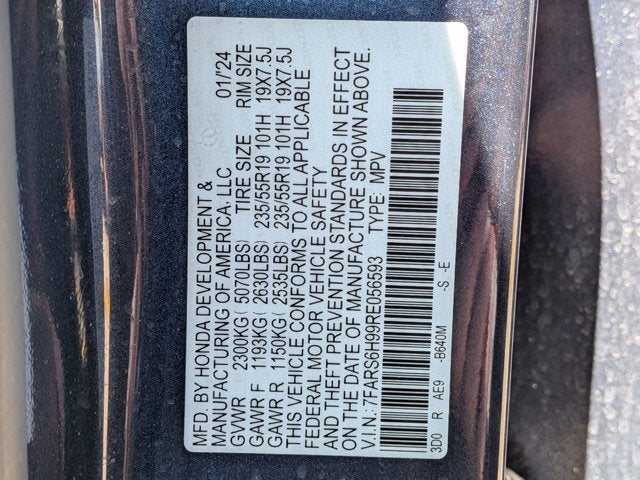 MFD. BY HONDA DEVELOPMENT &
MANUFACTURING OF AMERICA, LLC 01/'24
GVWR 2300KG( 5070LBS) TIRE SIZE RIM SIZE
GAWR F 1193KG( 2630LBS) 235/55R19 101H 19X7.5J
GAWR R 1150KG( 2536LBS) 235/55R19 101H 19X7.5J
THIS VEHICLE CONFORMS TO ALL APPLICABLE
FEDERAL MOTOR VEHICLE SAFETY
AND THEFT PREVENTION STANDARDS IN EFFECT
ON THE DATE OF MANUFACTURE SHOWN ABOVE.
V.I.N.: 7FARS6H99RE056593 TYPE: MPV
3D0 R AE9 -B640M -S -E